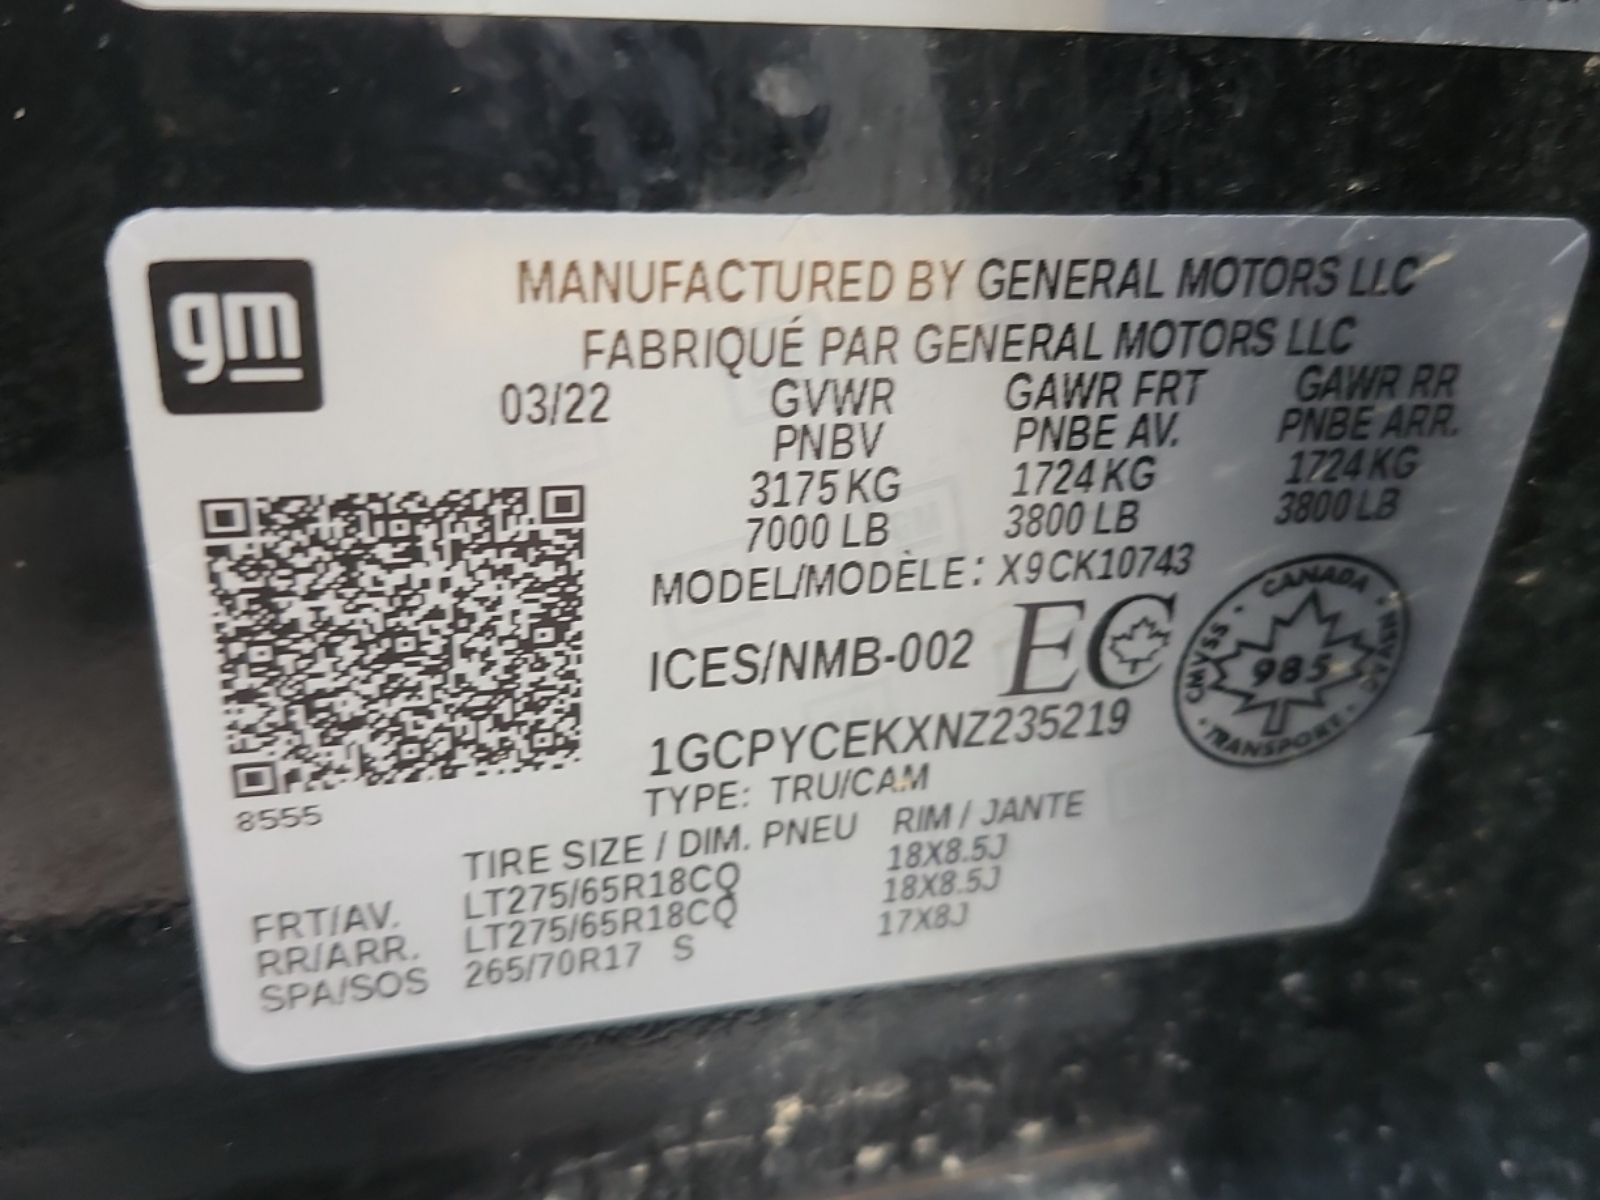 gm
MANUFACTURED BY GENERAL MOTORS LLC
FABRIQUÉ PAR GENERAL MOTORS LLC
03/22 GVWR GAWR FRT GAWR RR
PNBV PNBE AV. PNBE ARR.
3175 KG 1724 KG 1724 KG
7000 LB 3800 LB 3800 LB
MODEL/MODÈLE: X9CK10743
ICES/NMB-002 EC
CANADA
CMVSS 985 NSVAC
TRANSPORT
1GCPYCEKXNZ235219
TYPE: TRU/CAM
8555
TIRE SIZE / DIM. PNEU RIM / JANTE
FRT/AV. LT275/65R18CQ 18X8.5J
RR/ARR. LT275/65R18CQ 18X8.5J
SPA/SOS 265/70R17 S 17X8J